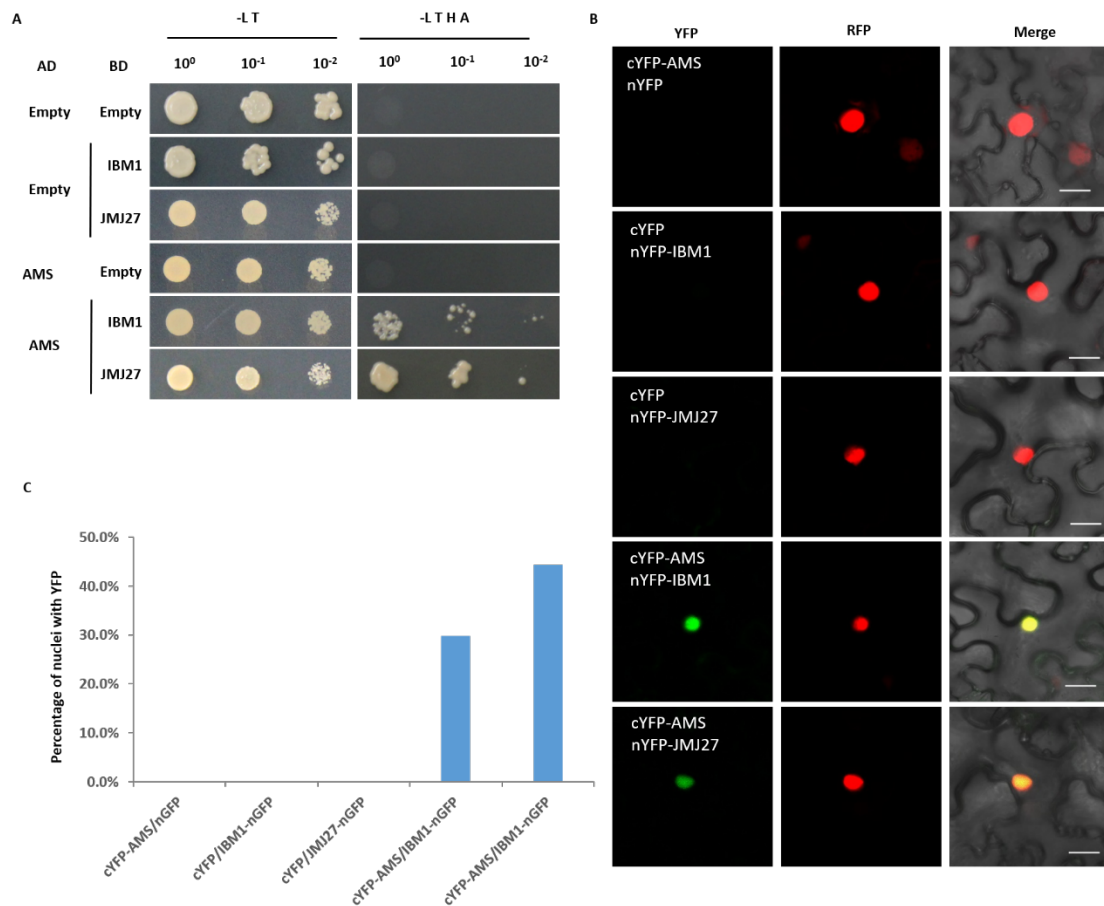 A
-L T
-L T H A
AD BD 10⁰ 10⁻¹ 10⁻² 10⁰ 10⁻¹ 10⁻²
Empty Empty
Empty
IBM1
JMJ27
AMS Empty
AMS
IBM1
JMJ27
B
YFP RFP Merge
cYFP-AMS
nYFP
cYFP
nYFP-IBM1
cYFP
nYFP-JMJ27
cYFP-AMS
nYFP-IBM1
cYFP-AMS
nYFP-JMJ27
C
Percentage of nuclei with YFP
50.0%
40.0%
30.0%
20.0%
10.0%
0.0%
cYFP-AMS/nGFP
cYFP/IBM1-nGFP
cYFP/JMJ27-nGFP
cYFP-AMS/IBM1-nGFP
cYFP-AMS/IBM1-nGFP